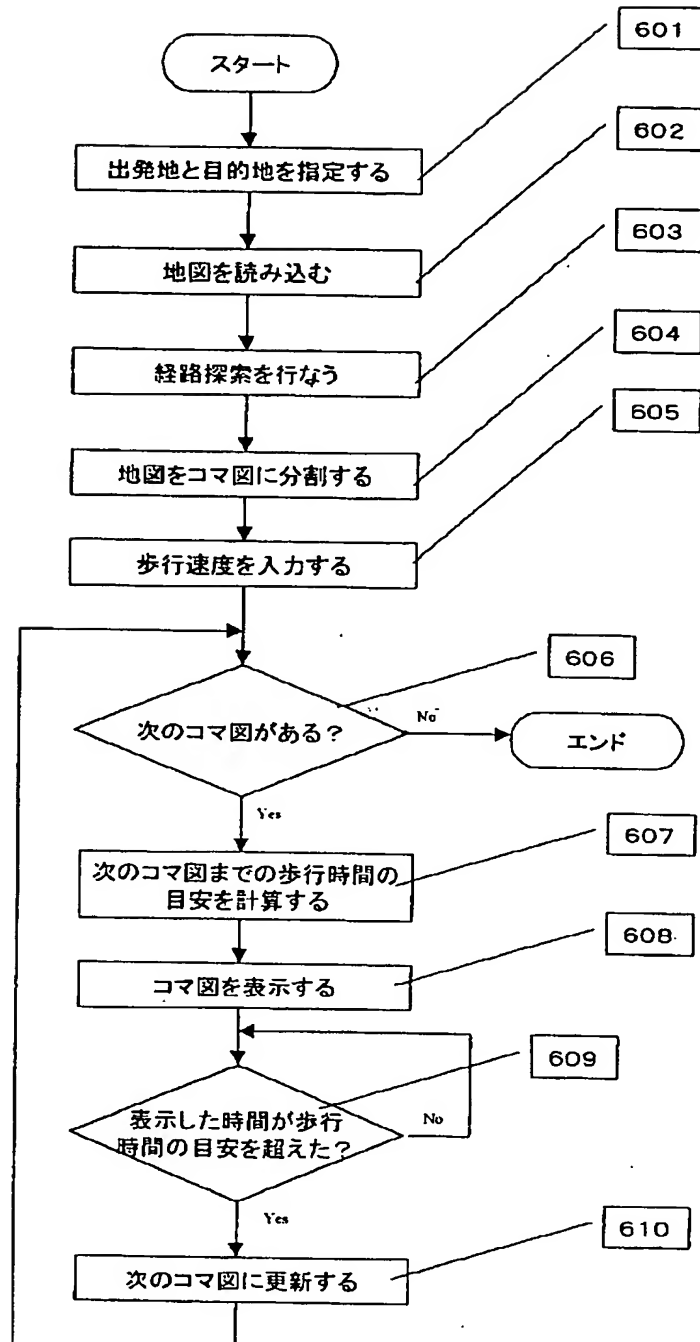 601
スタート
602
出発地と目的地を指定する
603
地図を読み込む
604
経路探索を行なう
605
地図をコマ図に分割する
歩行速度を入力する
606
次のコマ図がある?
No
エンド
Yes
607
次のコマ図までの歩行時間の
目安を計算する
608
コマ図を表示する
609
表示した時間が歩行
時間の目安を超えた?
No
Yes
610
次のコマ図に更新する